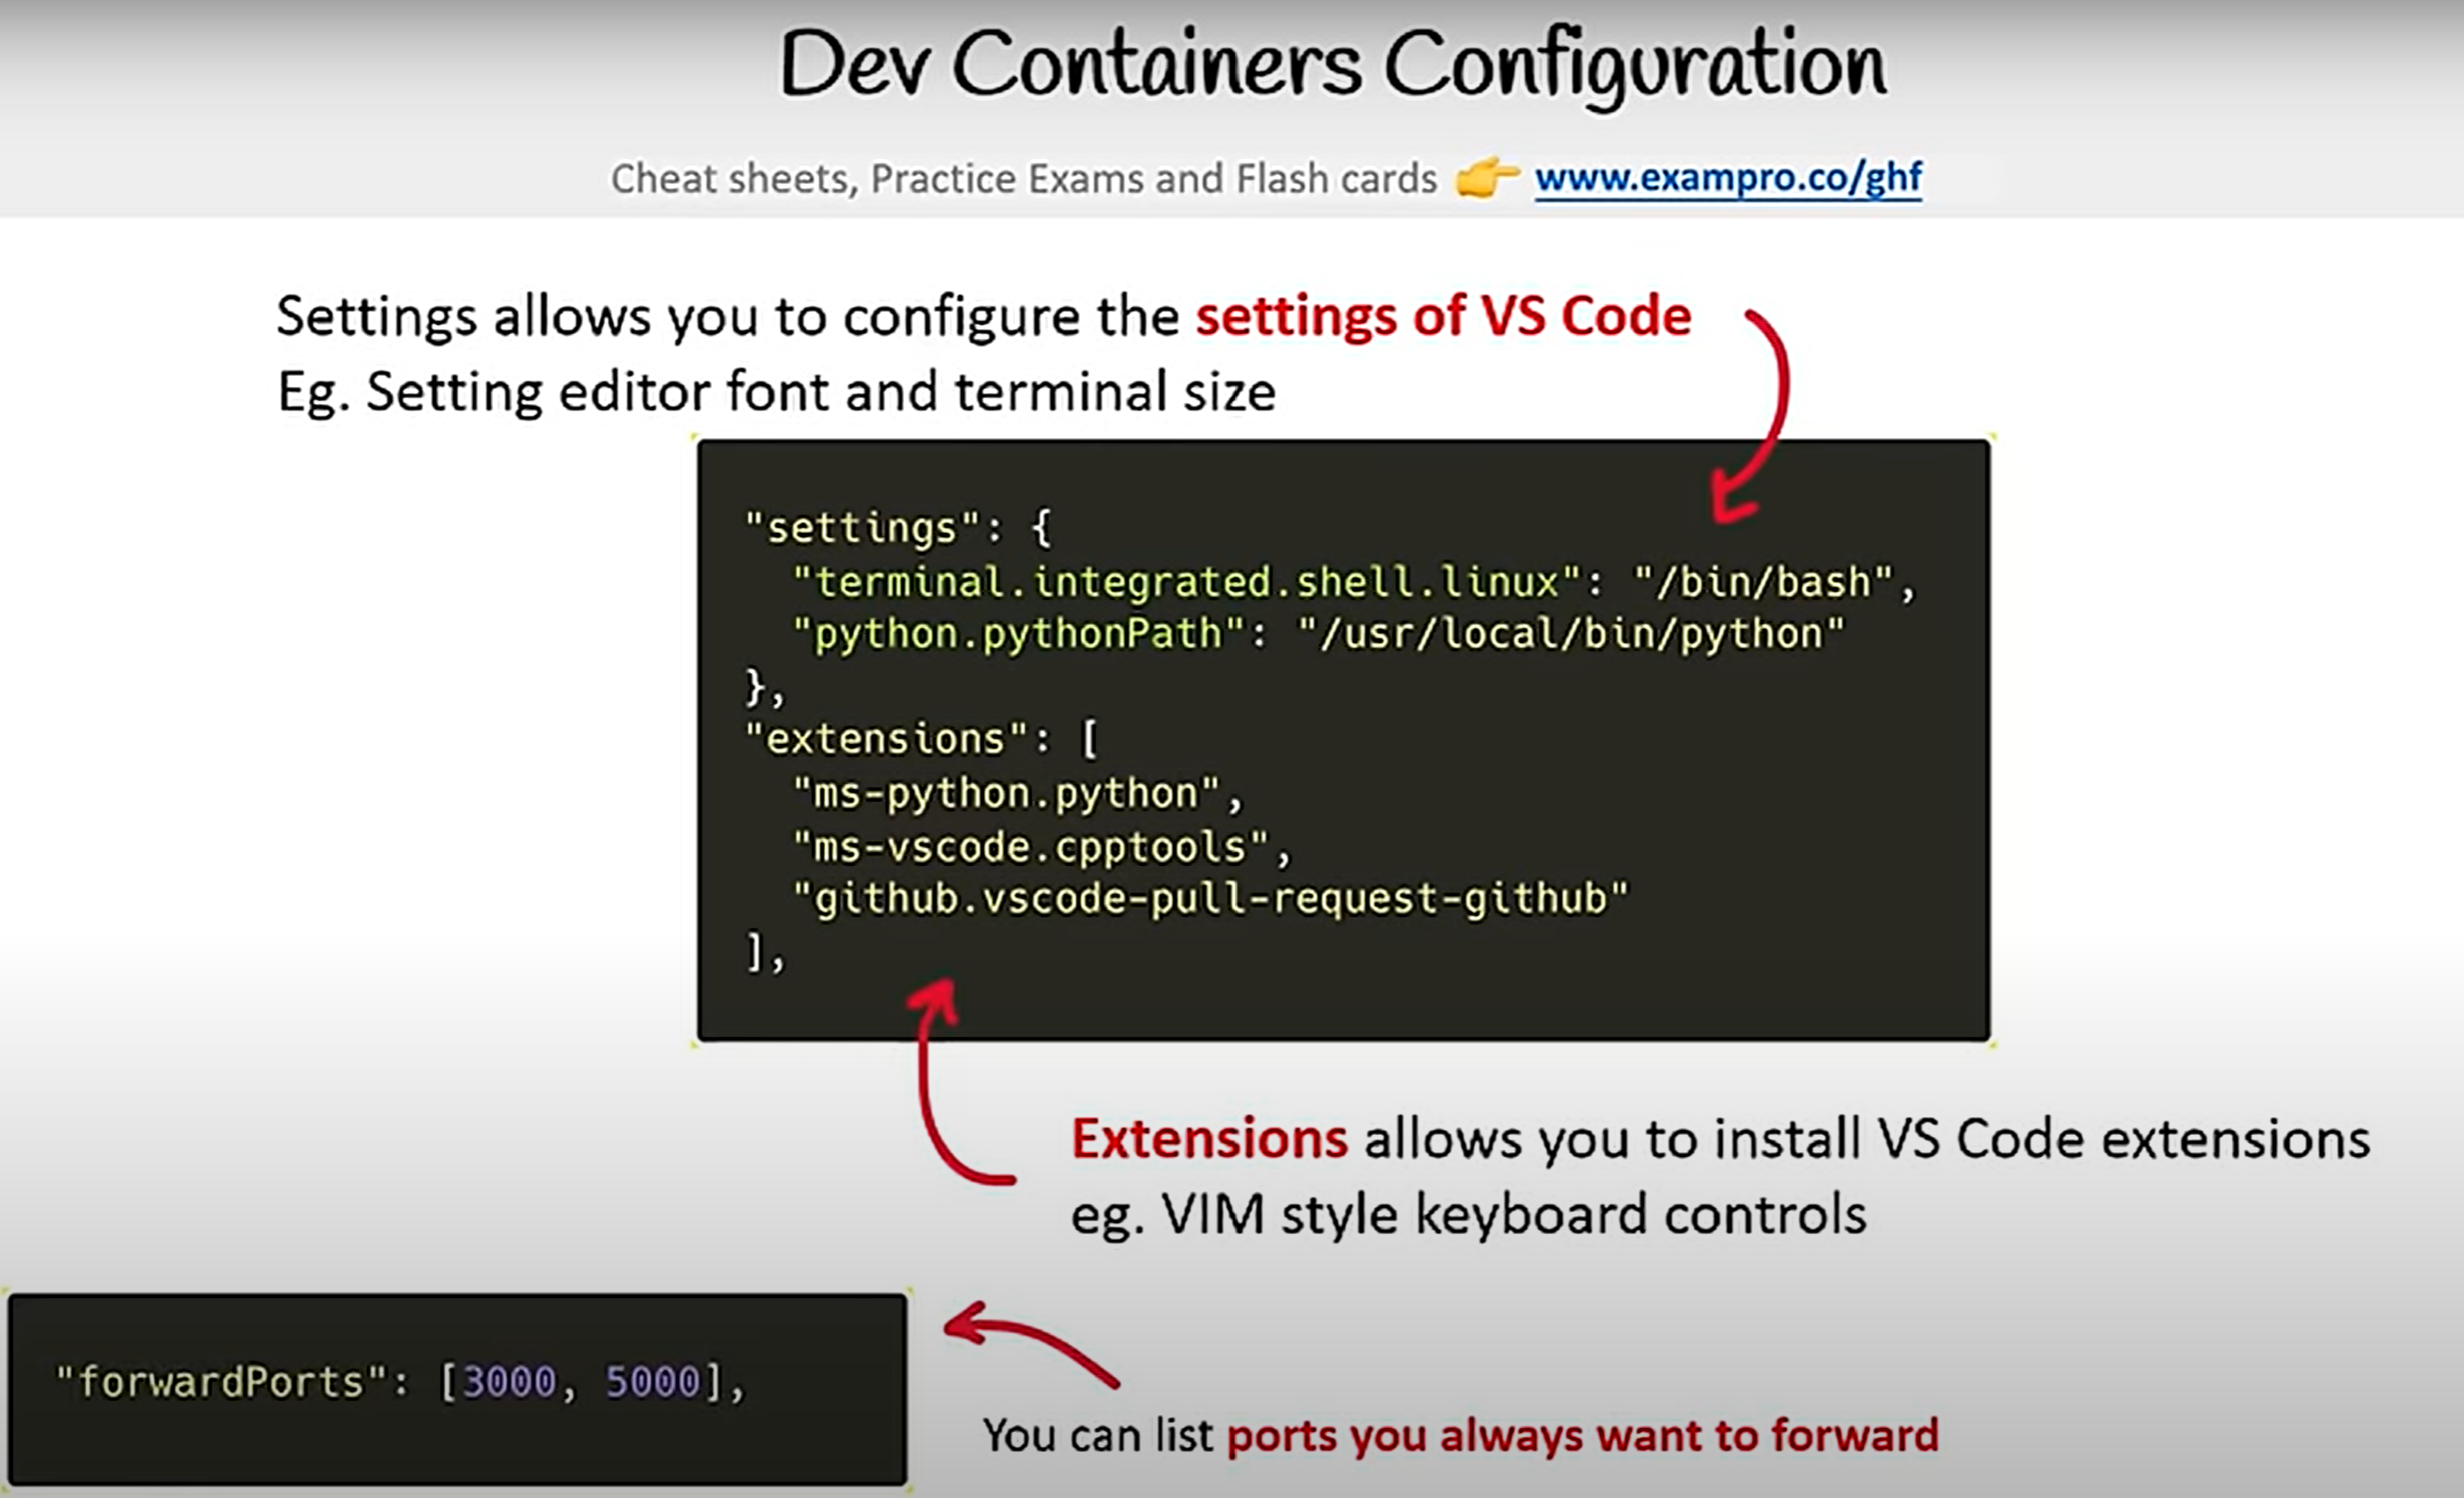 Dev Containers Configuration
Cheat sheets, Practice Exams and Flash cards 👉 www.exampro.co/ghf
Settings allows you to configure the settings of VS Code
Eg. Setting editor font and terminal size
"settings": {
"terminal.integrated.shell.linux": "/bin/bash",
"python.pythonPath": "/usr/local/bin/python"
},
"extensions": [
"ms-python.python",
"ms-vscode.cpptools",
"github.vscode-pull-request-github"
],
Extensions allows you to install VS Code extensions
eg. VIM style keyboard controls
"forwardPorts": [3000, 5000],
You can list ports you always want to forward